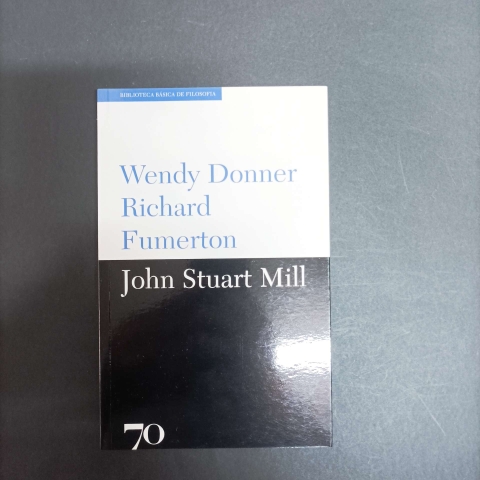 BIBLIOTECA BÁSICA DE FILOSOFIA
Wendy Donner
Richard
Fumerton
John Stuart Mill
70